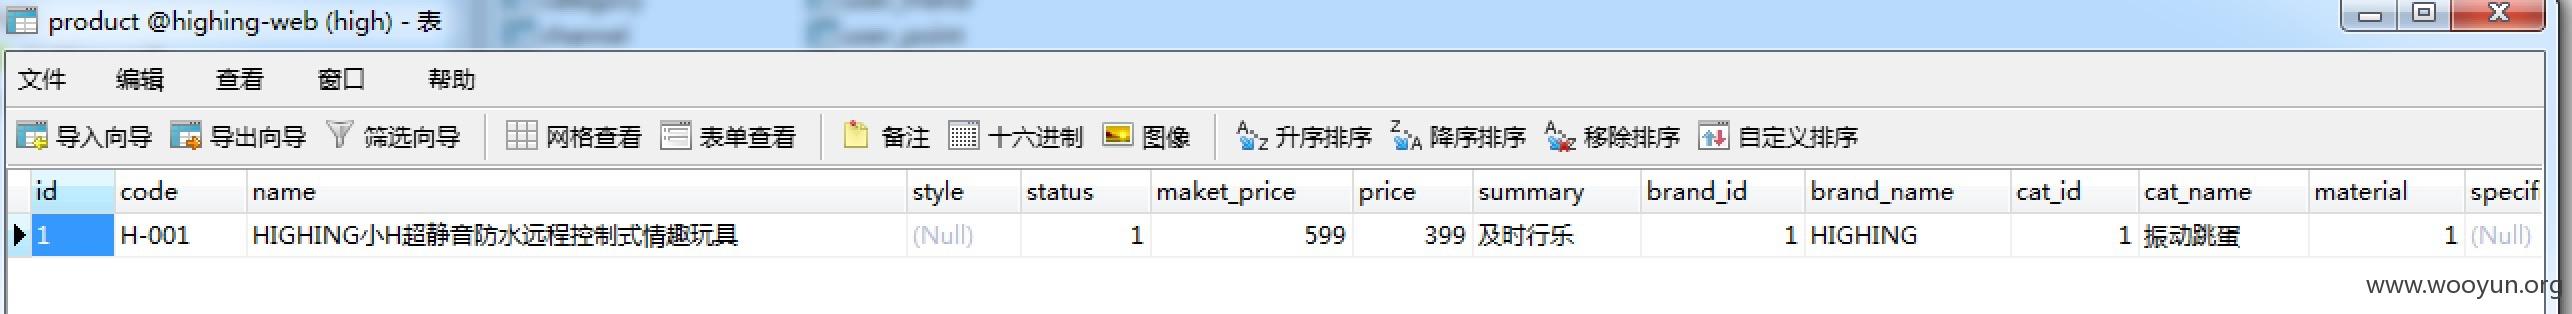 product @highing-web (high) - 表
文件 编辑 查看 窗口 帮助
导入向导 导出向导 筛选向导 网格查看 表单查看 备注 十六进制 图像 升序排序 降序排序 移除排序 自定义排序
id code name style status maket_price price summary brand_id brand_name cat_id cat_name material specif
1 H-001 HIGHING小H超静音防水远程控制式情趣玩具 (Null) 1 599 399 及时行乐 1 HIGHING 1 振动跳蛋 1 (Null)
www.wooyun.org